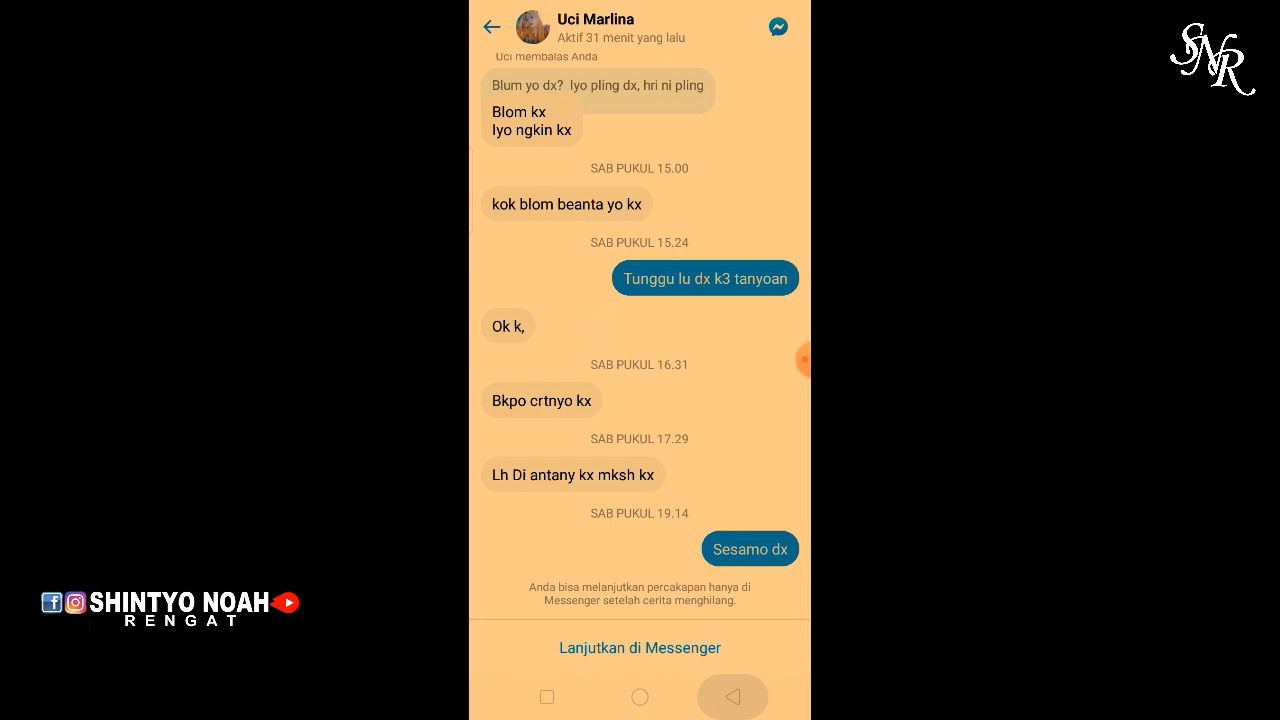 Uci Marlina
Aktif 31 menit yang lalu
Uci membalas Anda
Blum yo dx? Iyo pling dx, hri ni pling
Blom kx
Iyo ngkin kx
SAB PUKUL 15.00
kok blom beanta yo kx
SAB PUKUL 15.24
Tunggu lu dx k3 tanyoan
Ok k,
SAB PUKUL 16.31
Bkpo crtnyo kx
SAB PUKUL 17.29
Lh Di antany kx mksh kx
SAB PUKUL 19.14
Sesamo dx
Anda bisa melanjutkan percakapan hanya di
Messenger setelah cerita menghilang.
Lanjutkan di Messenger
SNR
SHINTYO NOAH
RENGAT